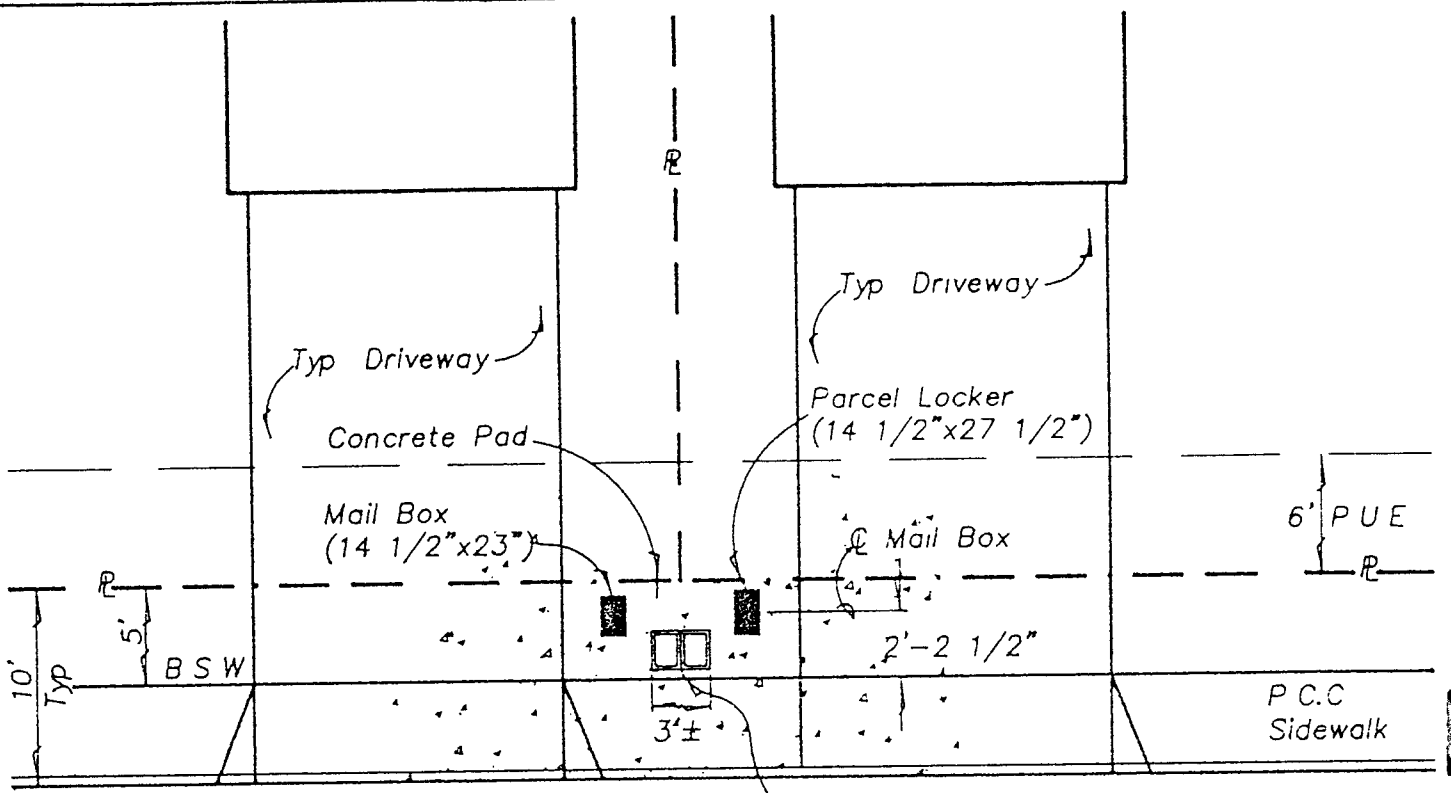 ℄
Typ Driveway
Typ Driveway
Parcel Locker
(14 1/2"x27 1/2")
Concrete Pad
Mail Box
(14 1/2"x23")
℄ Mail Box
6' P U E
℄
℄
5'
10'
Typ
B S W
2'-2 1/2"
3'±
P C.C
Sidewalk